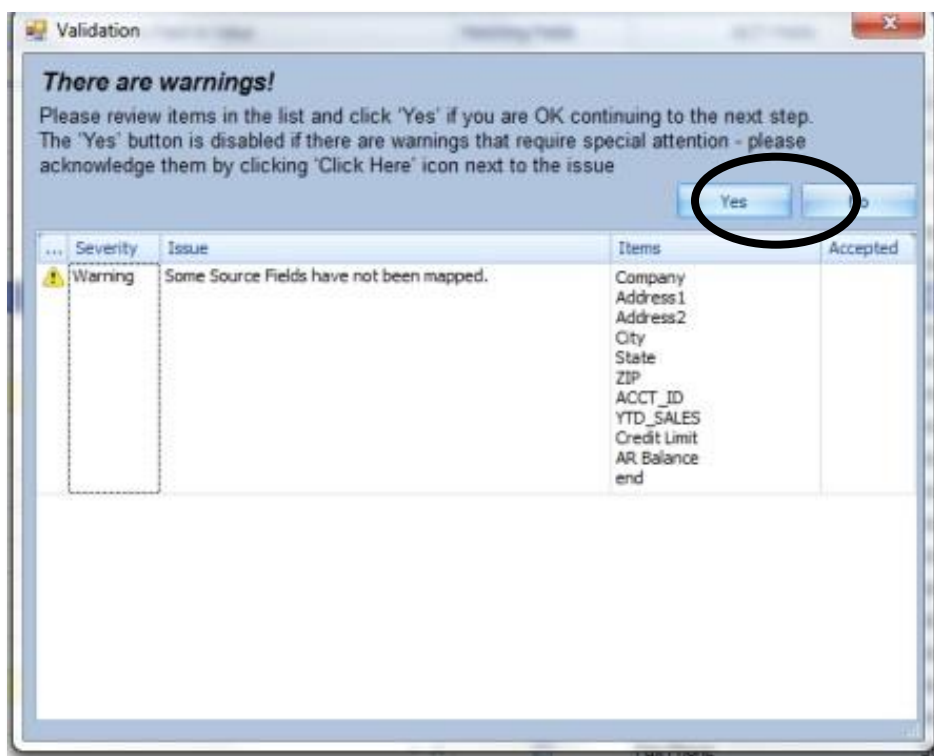 Validation
There are warnings!
Please review items in the list and click 'Yes' if you are OK continuing to the next step.
The 'Yes' button is disabled if there are warnings that require special attention - please
acknowledge them by clicking 'Click Here' icon next to the issue
Yes
... Severity Issue Items Accepted
Warning Some Source Fields have not been mapped. Company
Address1
Address2
City
State
ZIP
ACCT_ID
YTD_SALES
Credit Limit
AR Balance
end